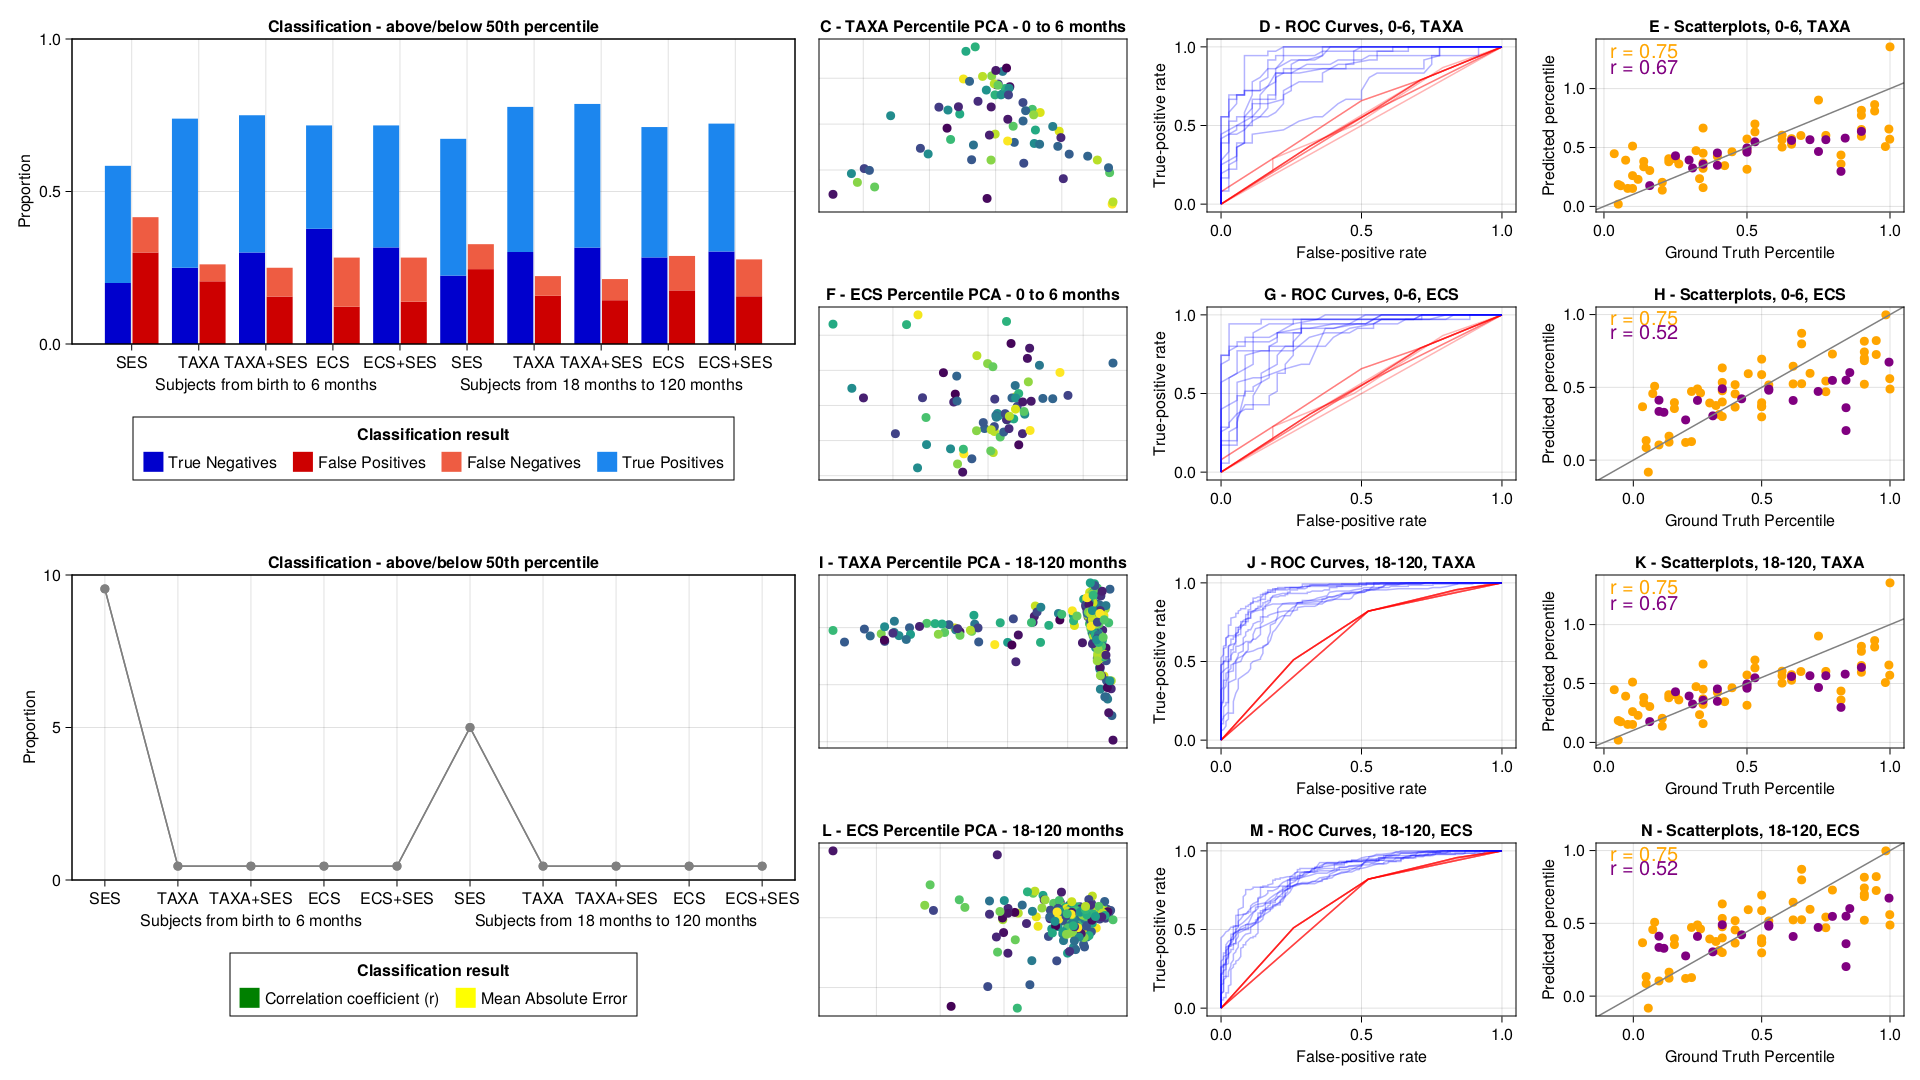 Classification - above/below 50th percentile
1.0
0.5
0.0
Proportion
SES TAXA TAXA+SES ECS ECS+SES SES TAXA TAXA+SES ECS ECS+SES
Subjects from birth to 6 months Subjects from 18 months to 120 months
Classification result
True Negatives False Positives False Negatives True Positives
C - TAXA Percentile PCA - 0 to 6 months
D - ROC Curves, 0-6, TAXA
1.0
0.5
0.0
True-positive rate
0.0 0.5 1.0
False-positive rate
E - Scatterplots, 0-6, TAXA
r = 0.75
r = 0.67
1.0
0.5
0.0
Predicted percentile
0.0 0.5 1.0
Ground Truth Percentile
F - ECS Percentile PCA - 0 to 6 months
G - ROC Curves, 0-6, ECS
1.0
0.5
0.0
True-positive rate
0.0 0.5 1.0
False-positive rate
H - Scatterplots, 0-6, ECS
r = 0.75
r = 0.52
1.0
0.5
0.0
Predicted percentile
0.0 0.5 1.0
Ground Truth Percentile
Classification - above/below 50th percentile
10
5
0
Proportion
SES TAXA TAXA+SES ECS ECS+SES SES TAXA TAXA+SES ECS ECS+SES
Subjects from birth to 6 months Subjects from 18 months to 120 months
Classification result
Correlation coefficient (r) Mean Absolute Error
I - TAXA Percentile PCA - 18-120 months
J - ROC Curves, 18-120, TAXA
1.0
0.5
0.0
True-positive rate
0.0 0.5 1.0
False-positive rate
K - Scatterplots, 18-120, TAXA
r = 0.75
r = 0.67
1.0
0.5
0.0
Predicted percentile
0.0 0.5 1.0
Ground Truth Percentile
L - ECS Percentile PCA - 18-120 months
M - ROC Curves, 18-120, ECS
1.0
0.5
0.0
True-positive rate
0.0 0.5 1.0
False-positive rate
N - Scatterplots, 18-120, ECS
r = 0.75
r = 0.52
1.0
0.5
0.0
Predicted percentile
0.0 0.5 1.0
Ground Truth Percentile